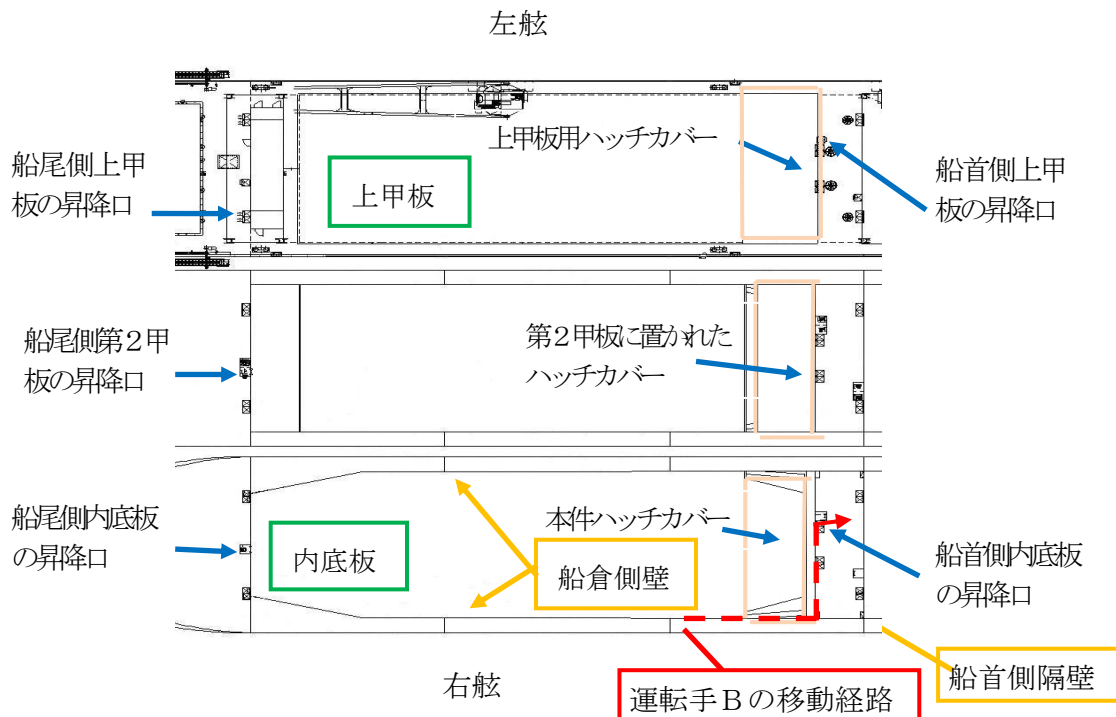 左舷
上甲板用ハッチカバー
船尾側上甲
板の昇降口
上甲板
船首側上甲
板の昇降口
船尾側第２甲
板の昇降口
第２甲板に置かれた
ハッチカバー
船尾側内底板
の昇降口
内底板
本件ハッチカバー
船倉側壁
船首側内底板
の昇降口
右舷
運転手Ｂの移動経路
船首側隔壁